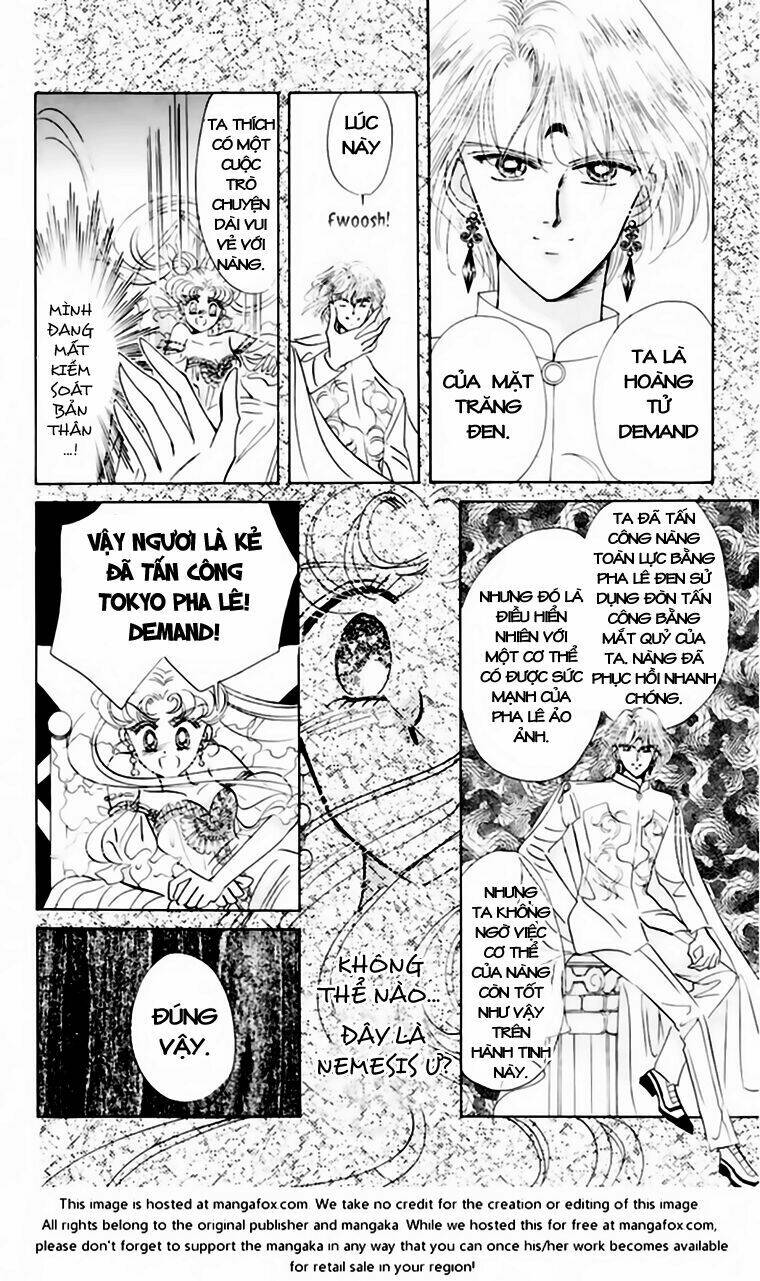 TA LÀ
HOÀNG
TỬ
DEMAND
CỦA MẶT
TRĂNG
ĐEN.
LÚC
NÀY
Fwoosh!
TA THÍCH
CÓ MỘT
CUỘC
TRÒ
CHUYỆN
DÀI VUI
VẺ VỚI
NÀNG.
MÌNH
ĐANG
MẤT
KIỂM
SOÁT
BẢN
THÂN
...!
TA ĐÃ TẤN
CÔNG NÀNG
TOÀN LỰC BẰNG
PHA LÊ ĐEN SỬ
DỤNG ĐÒN TẤN
CÔNG BẰNG
MẮT QUỶ CỦA
TA. NÀNG ĐÃ
PHỤC HỒI NHANH
CHÓNG.
NHƯNG ĐÓ LÀ
ĐIỀU HIỂN
NHIÊN VỚI
MỘT CƠ THỂ
CÓ ĐƯỢC SỨC
MẠNH CỦA
PHA LÊ ẢO
ẢNH.
NHƯNG
TA KHÔNG
NGỜ VIỆC
CƠ THỂ
CỦA NÀNG
CÒN TỐT
NHƯ VẬY
TRÊN
HÀNH TINH
NÀY.
KHÔNG
THỂ NÀO...
ĐÂY LÀ
NEMESIS Ư?
VẬY NGƯƠI LÀ KẺ
ĐÃ TẤN CÔNG
TOKYO PHA LÊ!
DEMAND!
ĐÚNG
VẬY.
This image is hosted at mangafox.com. We take no credit for the creation or editing of this image
All rights belong to the original publisher and mangaka. While we hosted this for free at mangafox.com,
please don't forget to support the mangaka in any way that you can once his/her work becomes available
for retail sale in your region!